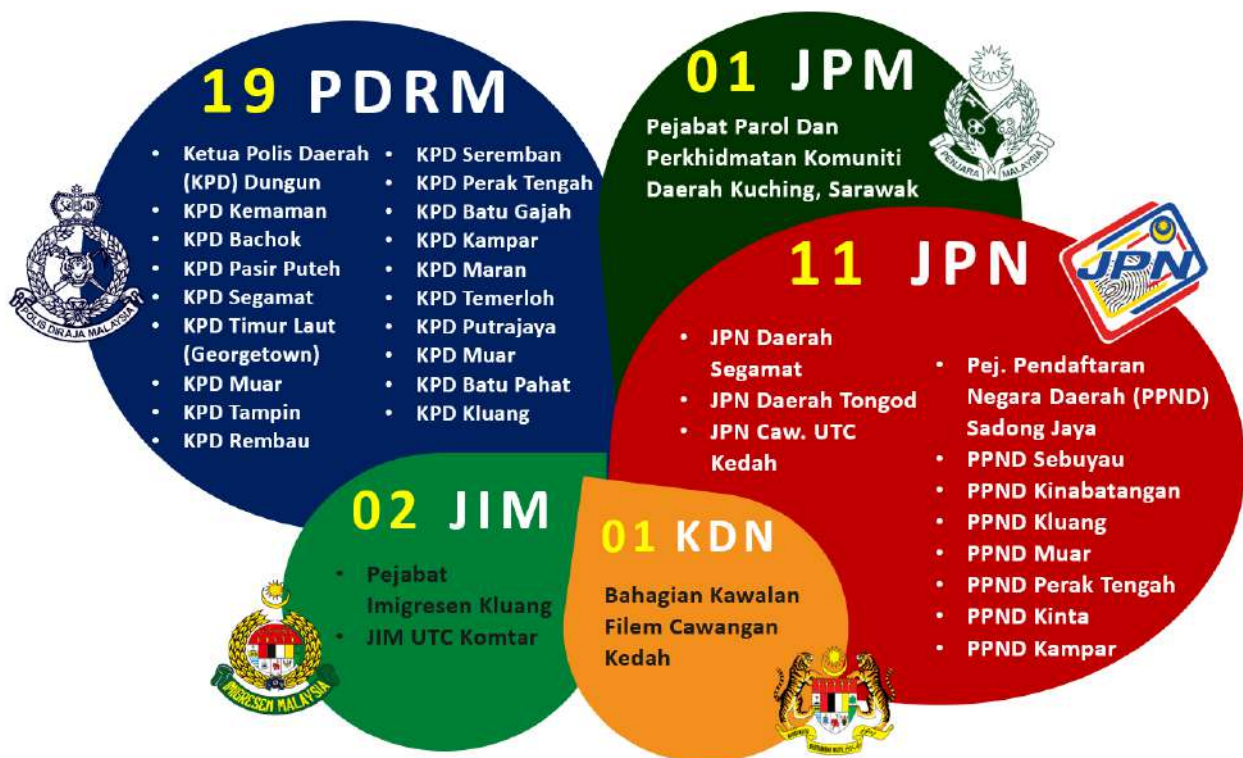 19 PDRM
• Ketua Polis Daerah
(KPD) Dungun
• KPD Kemaman
• KPD Bachok
• KPD Pasir Puteh
• KPD Segamat
• KPD Timur Laut
(Georgetown)
• KPD Muar
• KPD Tampin
• KPD Rembau
• KPD Seremban
• KPD Perak Tengah
• KPD Batu Gajah
• KPD Kampar
• KPD Maran
• KPD Temerloh
• KPD Putrajaya
• KPD Muar
• KPD Batu Pahat
• KPD Kluang
POLIS DIRAJA MALAYSIA
01 JPM
Pejabat Parol Dan
Perkhidmatan Komuniti
Daerah Kuching, Sarawak
PENJARA MALAYSIA
11 JPN
JPN
• JPN Daerah
Segamat
• JPN Daerah Tongod
• JPN Caw. UTC
Kedah
• Pej. Pendaftaran
Negara Daerah (PPND)
Sadong Jaya
• PPND Sebuyau
• PPND Kinabatangan
• PPND Kluang
• PPND Muar
• PPND Perak Tengah
• PPND Kinta
• PPND Kampar
02 JIM
• Pejabat
Imigresen Kluang
• JIM UTC Komtar
IMIGRESEN MALAYSIA
01 KDN
Bahagian Kawalan
Filem Cawangan
Kedah